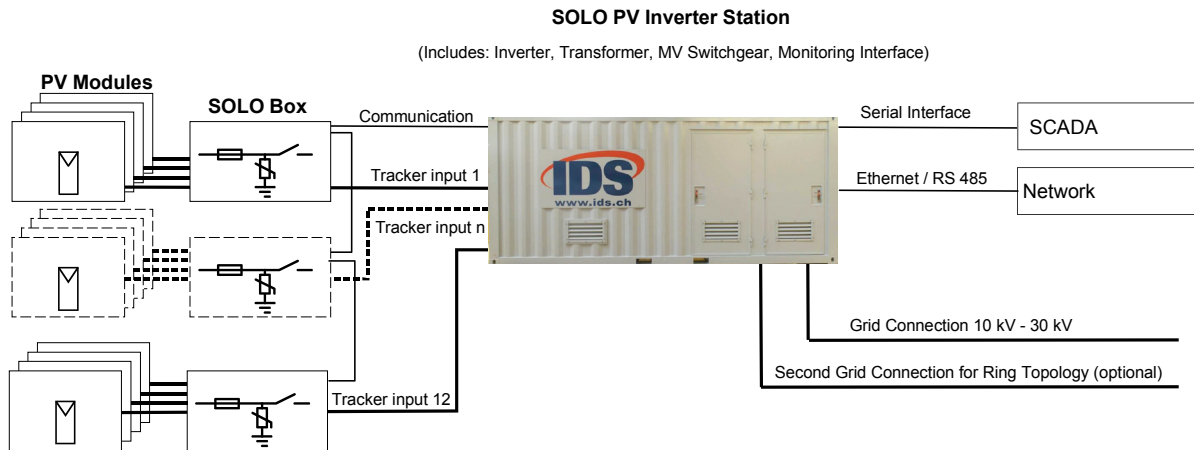 SOLO PV Inverter Station
(Includes: Inverter, Transformer, MV Switchgear, Monitoring Interface)
PV Modules
SOLO Box
Communication
Serial Interface
SCADA
Tracker input 1
Ethernet / RS 485
Network
IDS
www.ids.ch
Tracker input n
Grid Connection 10 kV - 30 kV
Second Grid Connection for Ring Topology (optional)
Tracker input 12